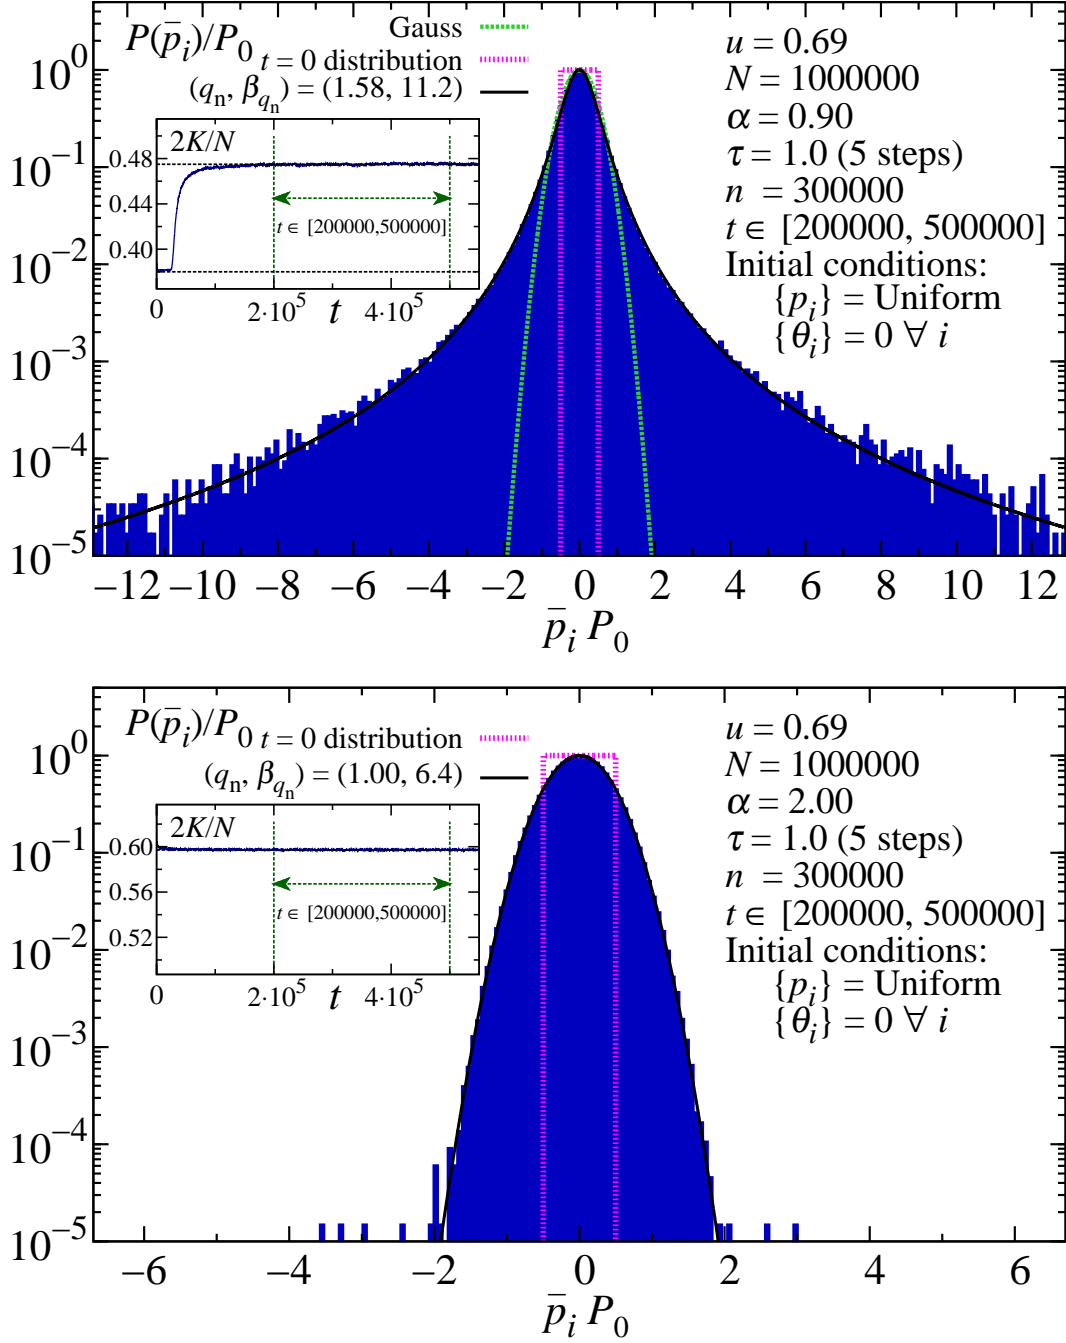 P(p̄ᵢ)/P₀
Gauss
t = 0 distribution
(qₙ, β_qₙ) = (1.58, 11.2)
u = 0.69
N = 1000000
α = 0.90
τ = 1.0 (5 steps)
n = 300000
t ∈ [200000, 500000]
Initial conditions:
{pᵢ} = Uniform
{θᵢ} = 0 ∀ i
2K/N
0.48
0.44
0.40
t ∈ [200000,500000]
0 2·10⁵ t 4·10⁵
10⁰
10⁻¹
10⁻²
10⁻³
10⁻⁴
10⁻⁵
−12 −10 −8 −6 −4 −2 0 2 4 6 8 10 12
p̄ᵢ P₀
P(p̄ᵢ)/P₀
t = 0 distribution
(qₙ, β_qₙ) = (1.00, 6.4)
u = 0.69
N = 1000000
α = 2.00
τ = 1.0 (5 steps)
n = 300000
t ∈ [200000, 500000]
Initial conditions:
{pᵢ} = Uniform
{θᵢ} = 0 ∀ i
2K/N
0.60
0.56
0.52
t ∈ [200000,500000]
0 2·10⁵ t 4·10⁵
10⁰
10⁻¹
10⁻²
10⁻³
10⁻⁴
10⁻⁵
−6 −4 −2 0 2 4 6
p̄ᵢ P₀